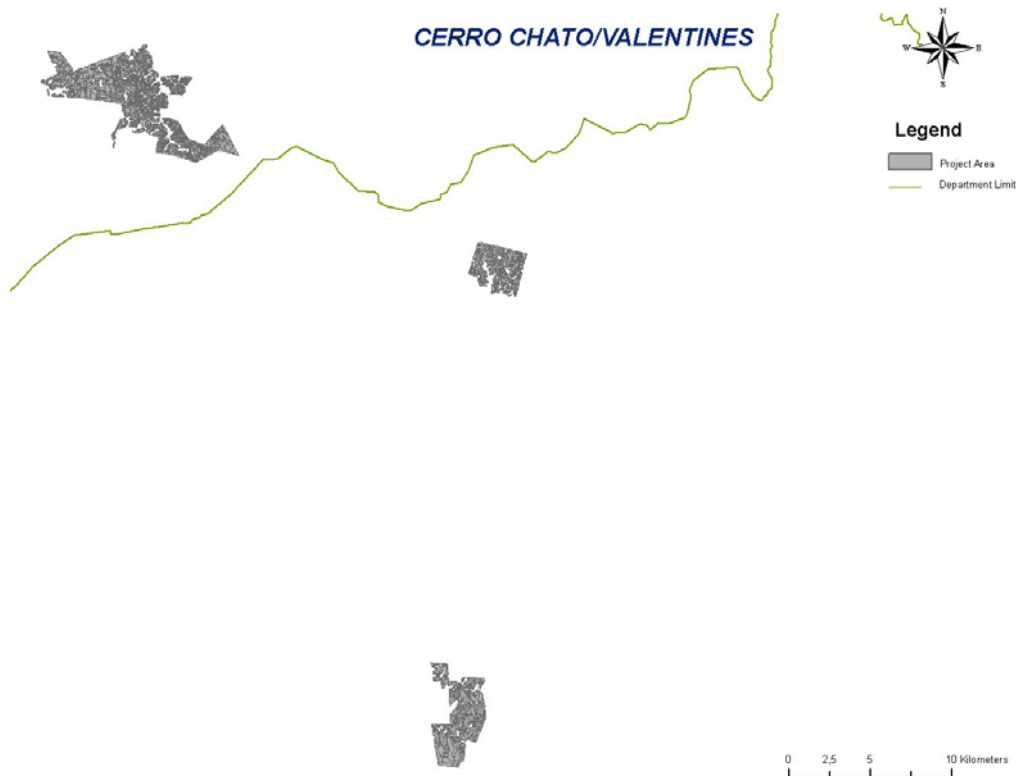 CERRO CHATO/VALENTINES
N
W E
S
Legend
Project Area
Department Limit
0 2,5 5 10 Kilometers